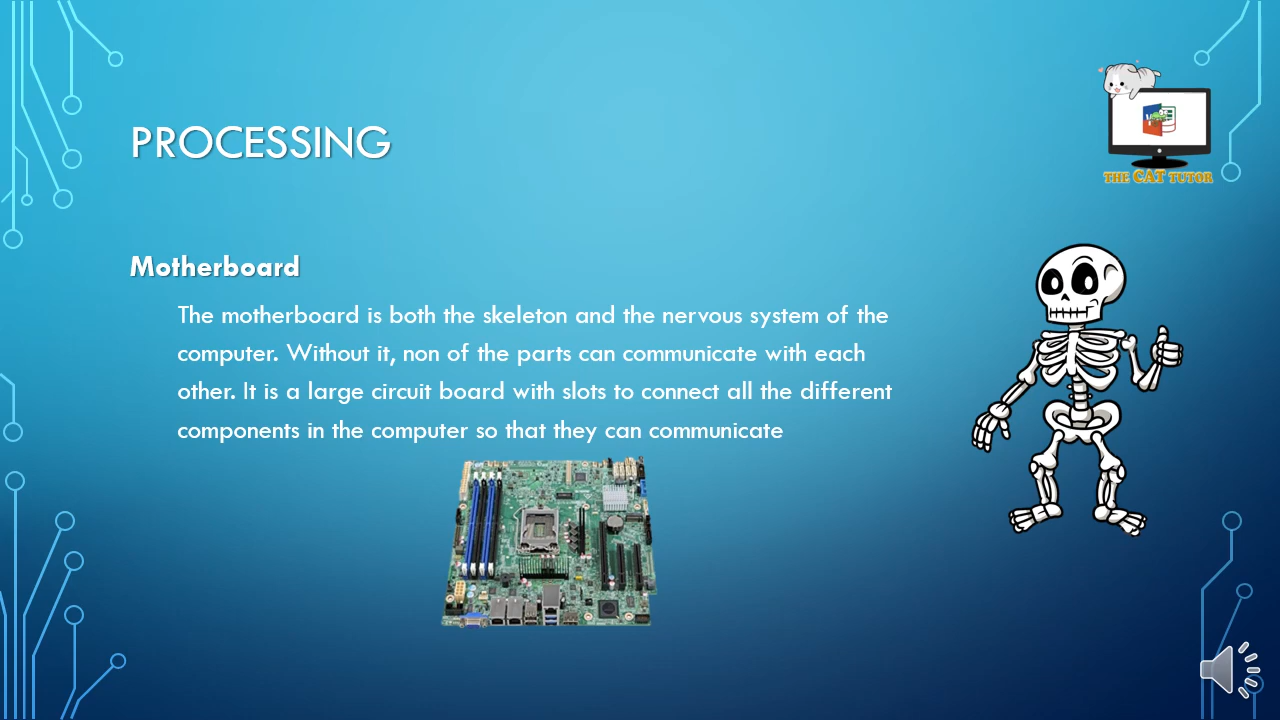 THE CAT TUTOR
PROCESSING
Motherboard
The motherboard is both the skeleton and the nervous system of the
computer. Without it, non of the parts can communicate with each
other. It is a large circuit board with slots to connect all the different
components in the computer so that they can communicate